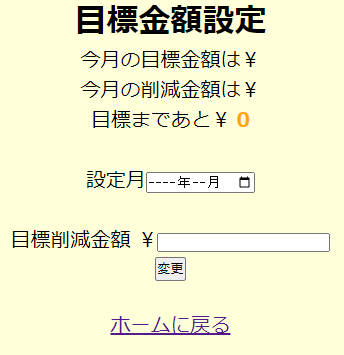 目標金額設定
今月の目標金額は￥
今月の削減金額は￥
目標まであと￥ 0
設定月 ----年--月
目標削減金額 ￥
変更
ホームに戻る